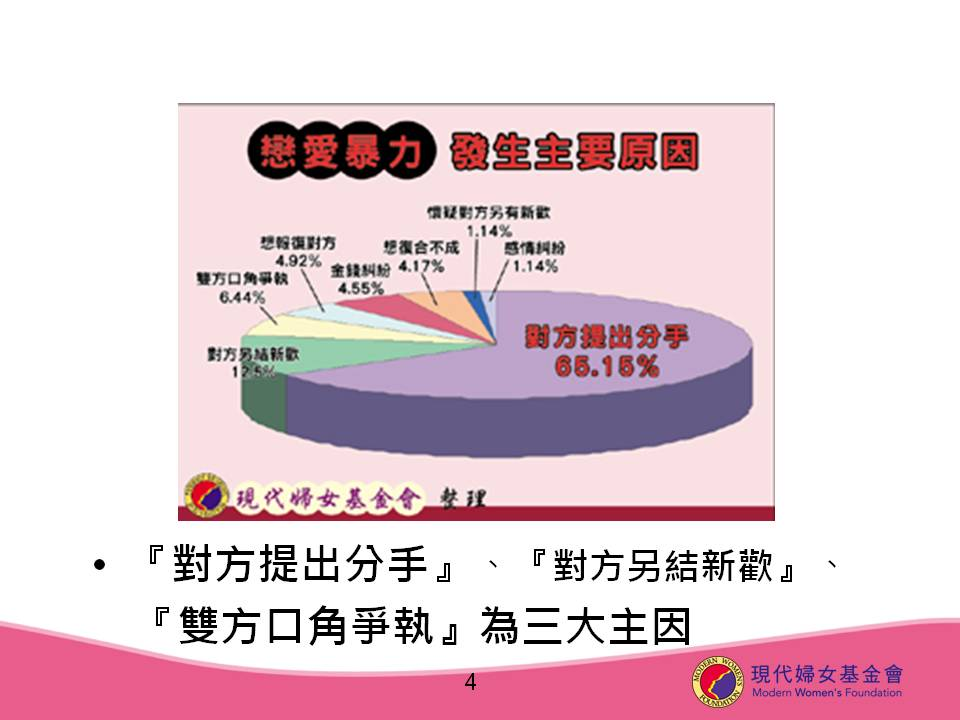 戀愛暴力 發生主要原因
懷疑對方另有新歡
1.14%
想報復對方
4.92%
想復合不成
4.17%
感情糾紛
1.14%
金錢糾紛
4.55%
雙方口角爭執
6.44%
對方提出分手
65.15%
對方另結新歡
12.5%
現代婦女基金會 整理
• 『對方提出分手』、『對方另結新歡』、
『雙方口角爭執』為三大主因
4
MODERN WOMEN'S FOUNDATION
現代婦女基金會
Modern Women's Foundation